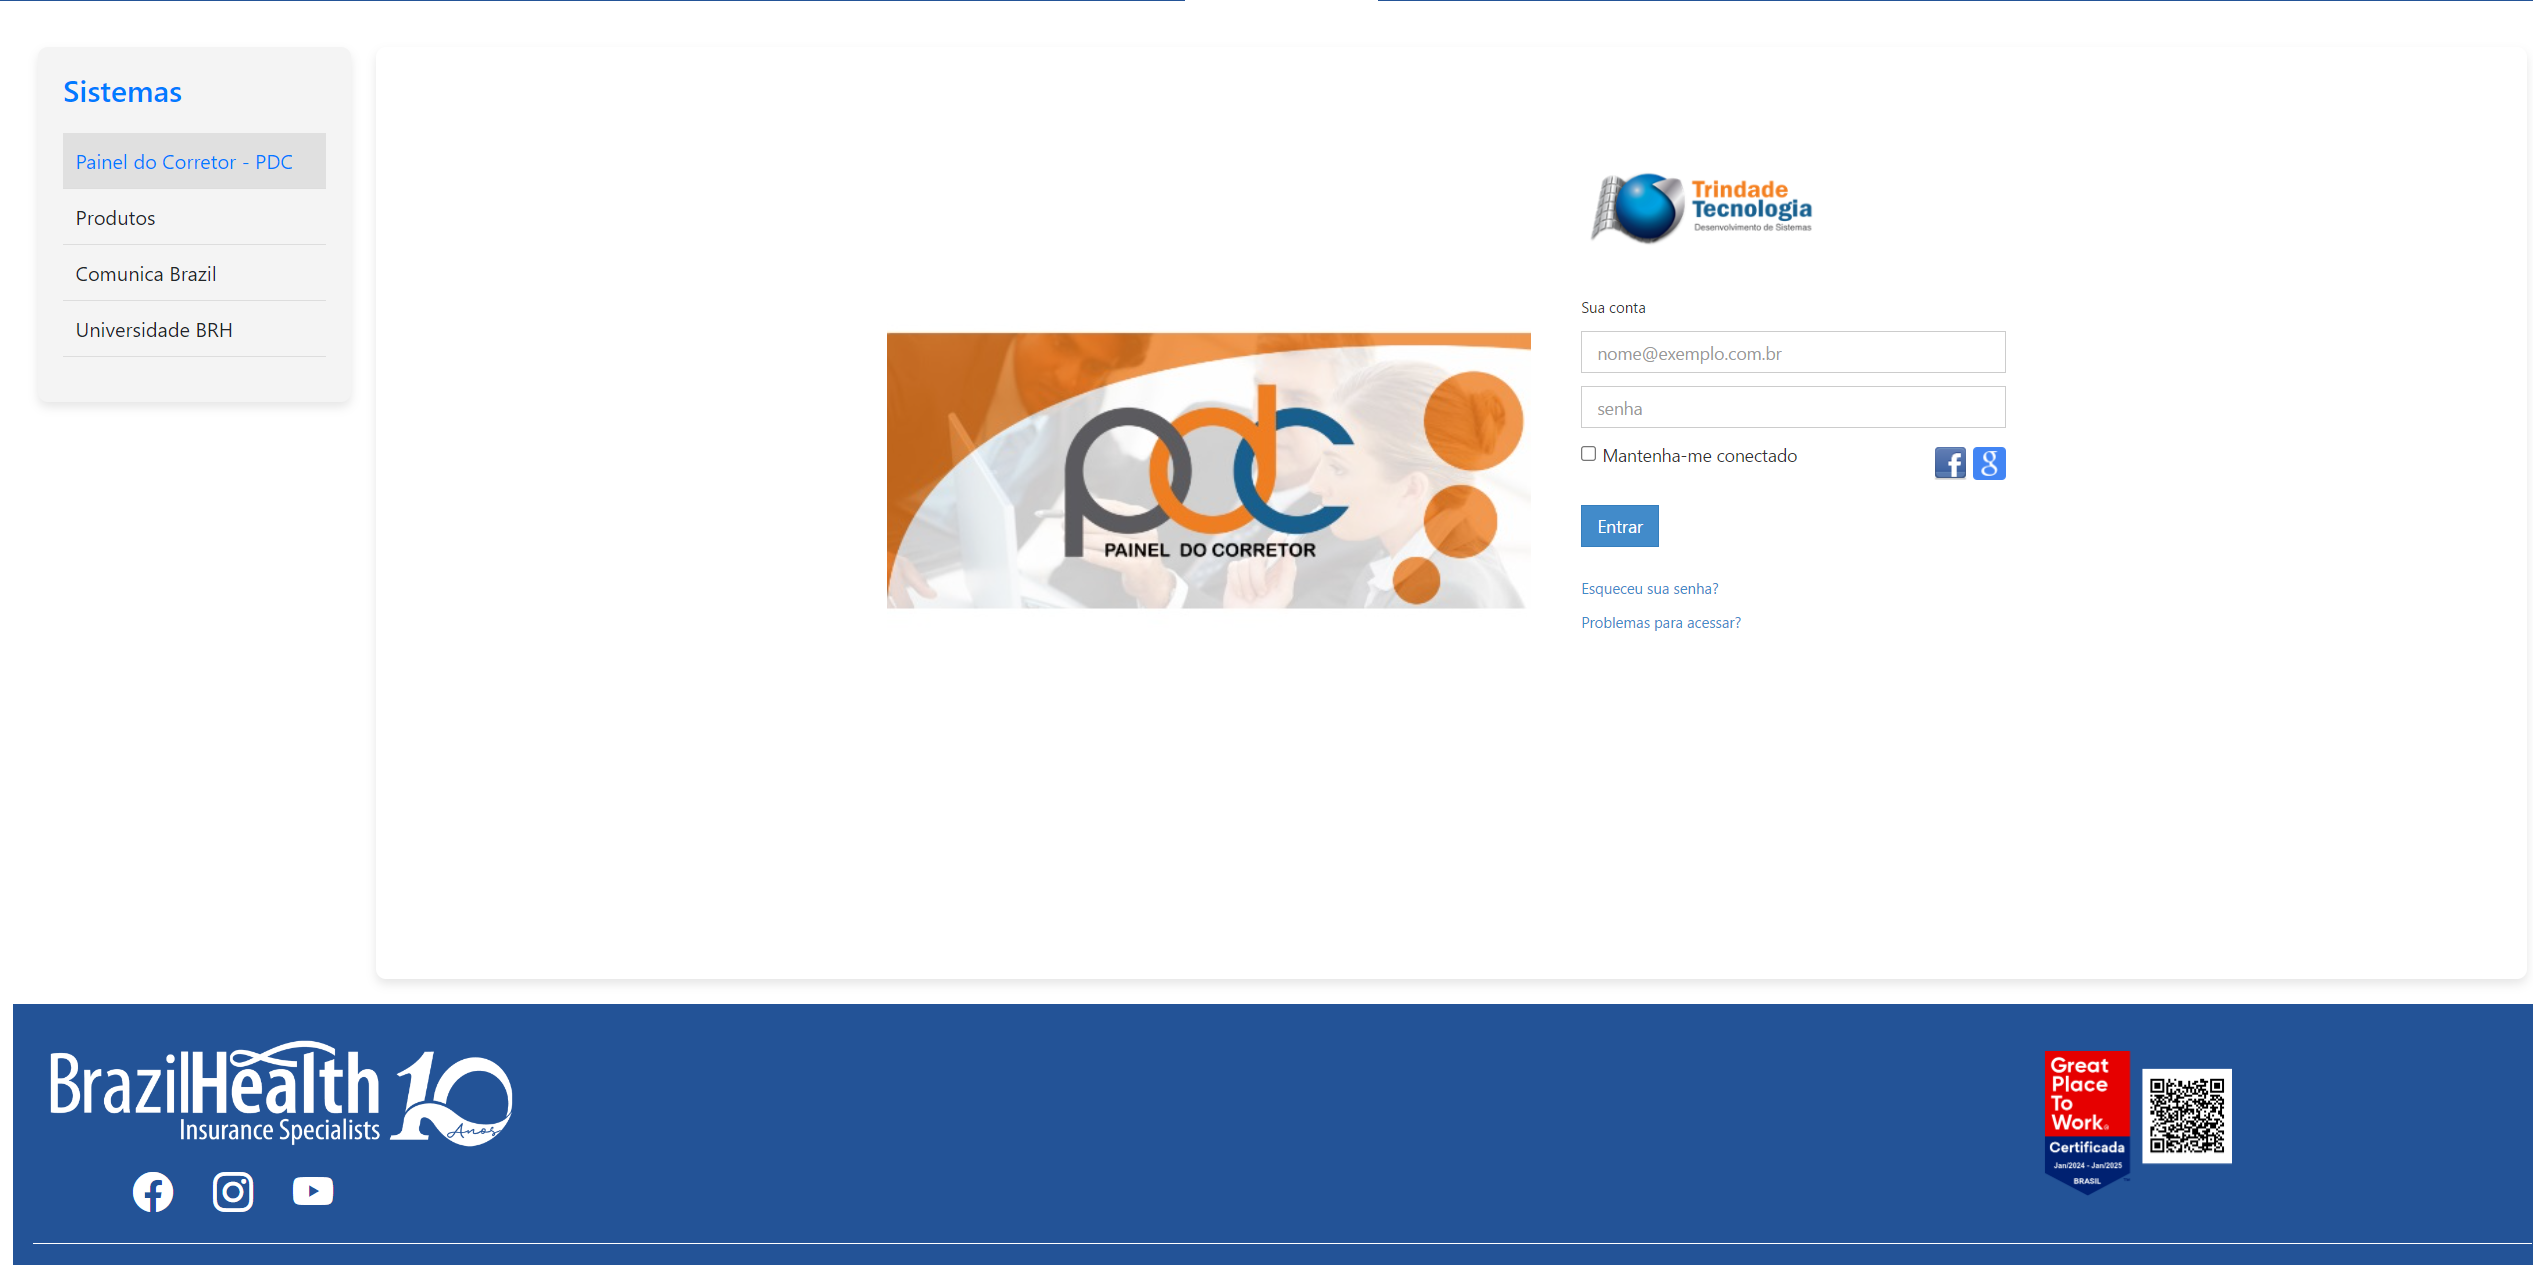 Sistemas
Painel do Corretor - PDC
Produtos
Comunica Brazil
Universidade BRH
pdc
PAINEL DO CORRETOR
Trindade
Tecnologia
Desenvolvimento de Sistemas
Sua conta
nome@exemplo.com.br
senha
Mantenha-me conectado
Entrar
Esqueceu sua senha?
Problemas para acessar?
BrazilHealth
Insurance Specialists
10
Anos
Great
Place
To
Work.
Certificada
Jan/2024 - Jan/2025
BRASIL